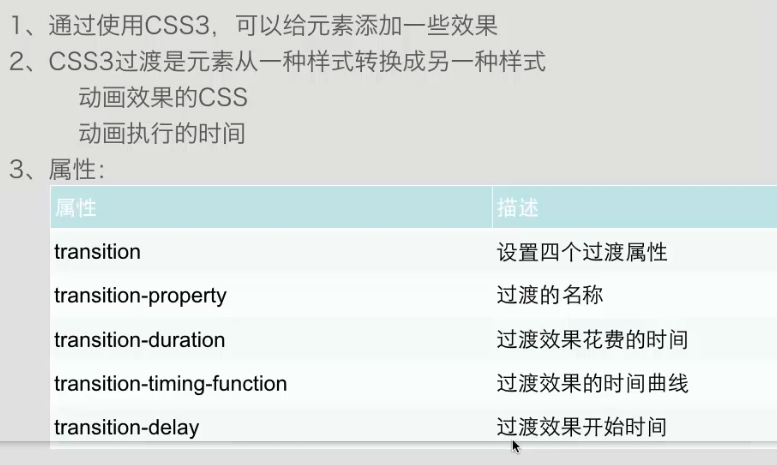 1、通过使用CSS3，可以给元素添加一些效果
2、CSS3过渡是元素从一种样式转换成另一种样式
动画效果的CSS
动画执行的时间
3、属性：
属性 描述
transition 设置四个过渡属性
transition-property 过渡的名称
transition-duration 过渡效果花费的时间
transition-timing-function 过渡效果的时间曲线
transition-delay 过渡效果开始时间